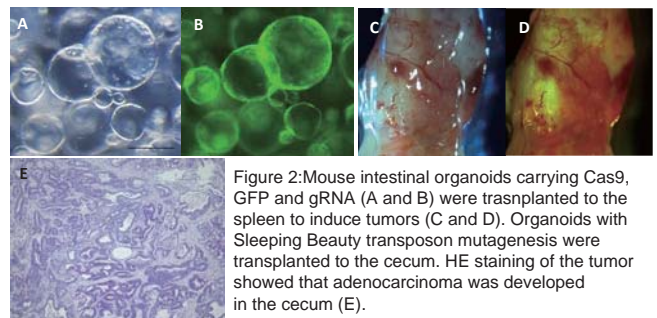 A
B
C
D
E
Figure 2:Mouse intestinal organoids carrying Cas9,
GFP and gRNA (A and B) were trasnplanted to the
spleen to induce tumors (C and D). Organoids with
Sleeping Beauty transposon mutagenesis were
transplanted to the cecum. HE staining of the tumor
showed that adenocarcinoma was developed
in the cecum (E).